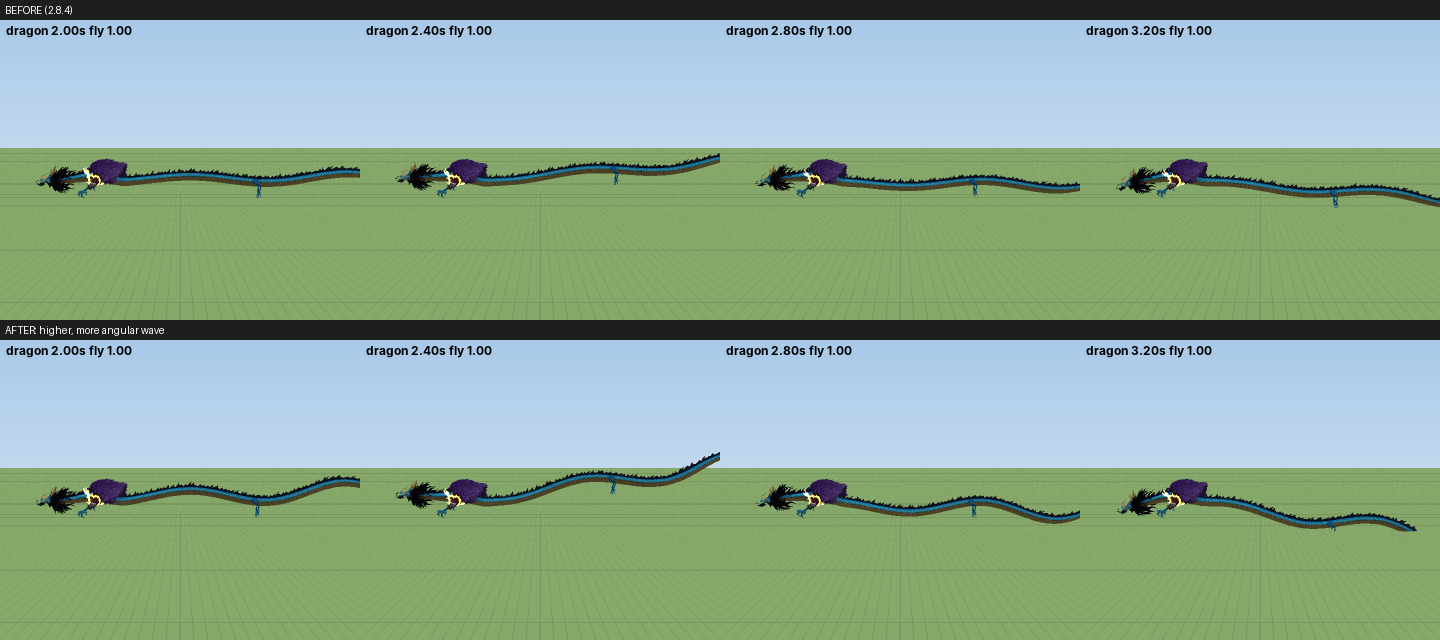 BEFORE (2.8.4)
dragon 2.00s fly 1.00
dragon 2.40s fly 1.00
dragon 2.80s fly 1.00
dragon 3.20s fly 1.00
AFTER: higher, more angular wave
dragon 2.00s fly 1.00
dragon 2.40s fly 1.00
dragon 2.80s fly 1.00
dragon 3.20s fly 1.00